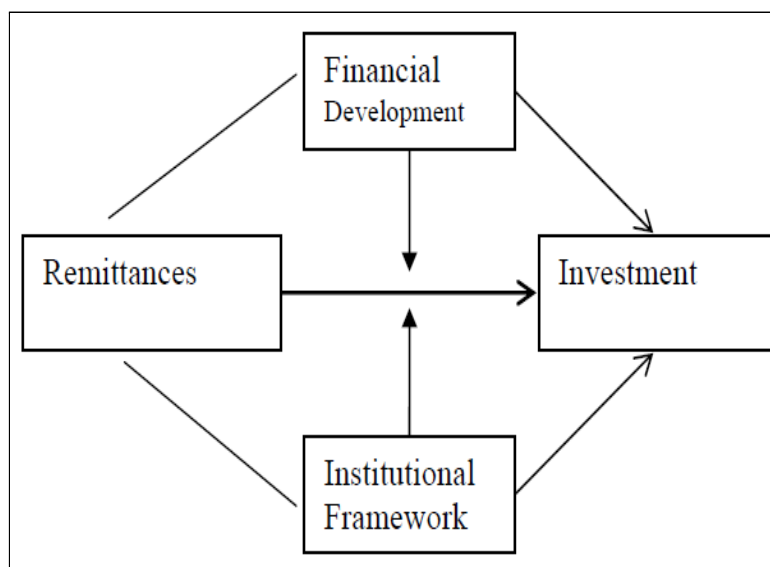 Financial
Development
Remittances
Investment
Institutional
Framework